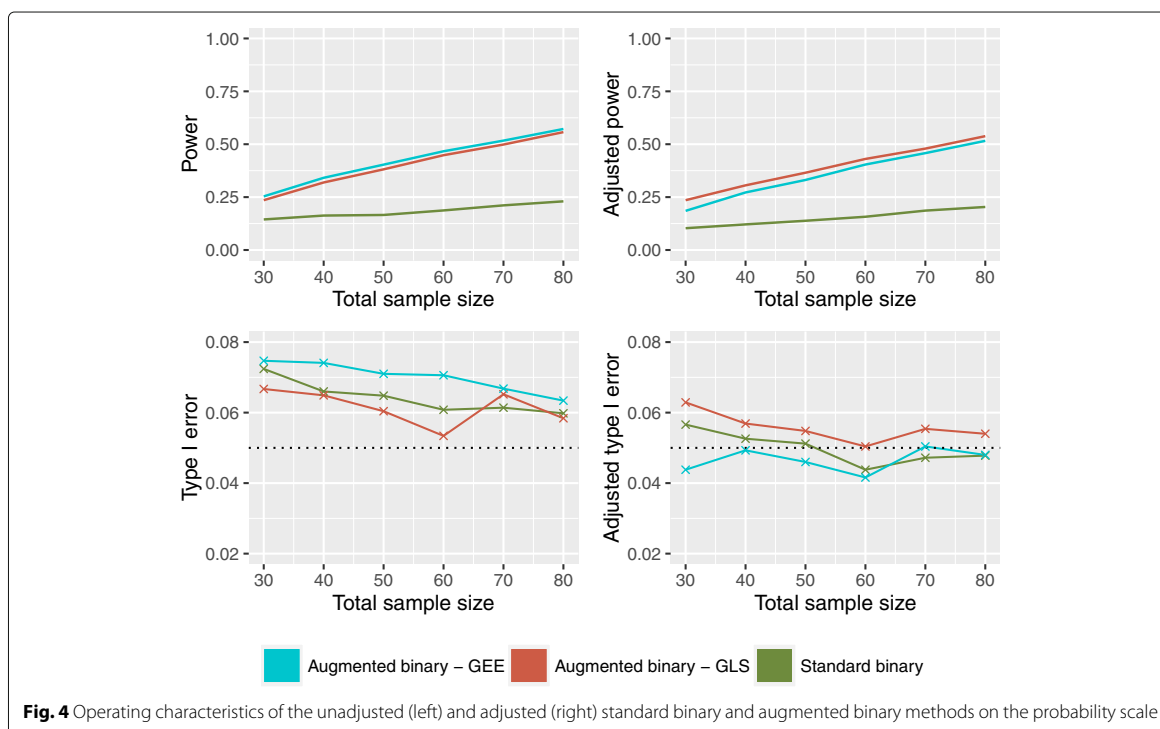 1.00
0.75
0.50
0.25
0.00
Power
30 40 50 60 70 80
Total sample size
1.00
0.75
0.50
0.25
0.00
Adjusted power
30 40 50 60 70 80
Total sample size
0.08
0.06
0.04
0.02
Type I error
30 40 50 60 70 80
Total sample size
0.08
0.06
0.04
0.02
Adjusted type I error
30 40 50 60 70 80
Total sample size
Augmented binary – GEE Augmented binary – GLS Standard binary
Fig. 4 Operating characteristics of the unadjusted (left) and adjusted (right) standard binary and augmented binary methods on the probability scale